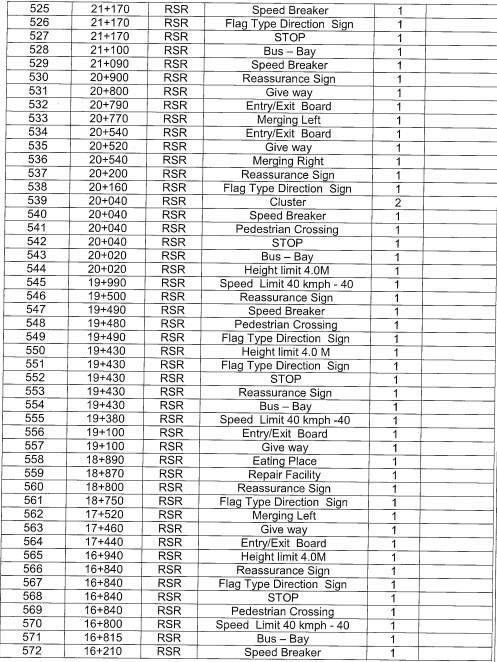 525 21+170 RSR Speed Breaker 1
526 21+170 RSR Flag Type Direction Sign 1
527 21+170 RSR STOP 1
528 21+100 RSR Bus – Bay 1
529 21+090 RSR Speed Breaker 1
530 20+900 RSR Reassurance Sign 1
531 20+800 RSR Give way 1
532 20+790 RSR Entry/Exit Board 1
533 20+770 RSR Merging Left 1
534 20+540 RSR Entry/Exit Board 1
535 20+520 RSR Give way 1
536 20+540 RSR Merging Right 1
537 20+200 RSR Reassurance Sign 1
538 20+160 RSR Flag Type Direction Sign 1
539 20+040 RSR Cluster 2
540 20+040 RSR Speed Breaker 1
541 20+040 RSR Pedestrian Crossing 1
542 20+040 RSR STOP 1
543 20+020 RSR Bus – Bay 1
544 20+020 RSR Height limit 4.0M 1
545 19+990 RSR Speed Limit 40 kmph - 40 1
546 19+500 RSR Reassurance Sign 1
547 19+490 RSR Speed Breaker 1
548 19+480 RSR Pedestrian Crossing 1
549 19+490 RSR Flag Type Direction Sign 1
550 19+430 RSR Height limit 4.0 M 1
551 19+430 RSR Flag Type Direction Sign 1
552 19+430 RSR STOP 1
553 19+430 RSR Reassurance Sign 1
554 19+430 RSR Bus – Bay 1
555 19+380 RSR Speed Limit 40 kmph -40 1
556 19+100 RSR Entry/Exit Board 1
557 19+100 RSR Give way 1
558 18+890 RSR Eating Place 1
559 18+870 RSR Repair Facility 1
560 18+800 RSR Reassurance Sign 1
561 18+750 RSR Flag Type Direction Sign 1
562 17+520 RSR Merging Left 1
563 17+460 RSR Give way 1
564 17+440 RSR Entry/Exit Board 1
565 16+940 RSR Height limit 4.0M 1
566 16+840 RSR Reassurance Sign 1
567 16+840 RSR Flag Type Direction Sign 1
568 16+840 RSR STOP 1
569 16+840 RSR Pedestrian Crossing 1
570 16+800 RSR Speed Limit 40 kmph - 40 1
571 16+815 RSR Bus – Bay 1
572 16+210 RSR Speed Breaker 1